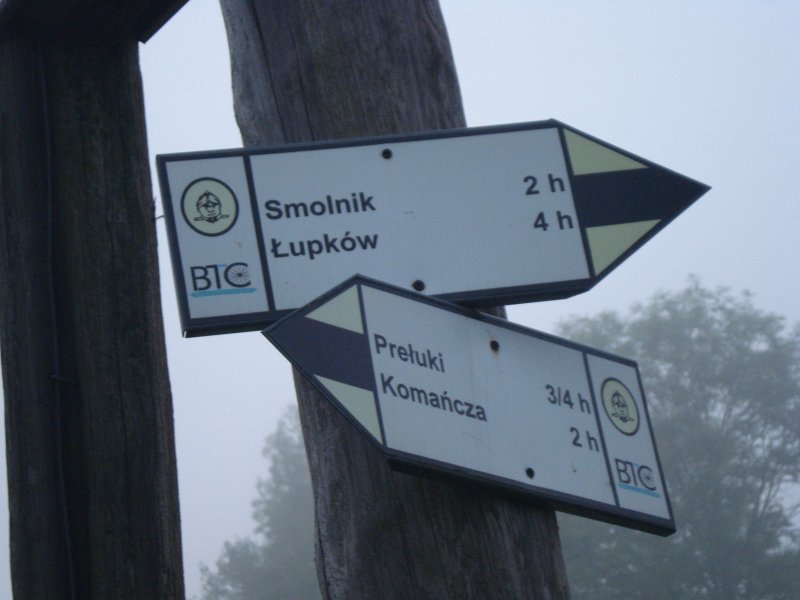 Smolnik 2 h
Łupków 4 h
BTC
Prełuki 3/4 h
Komańcza 2 h
BTC